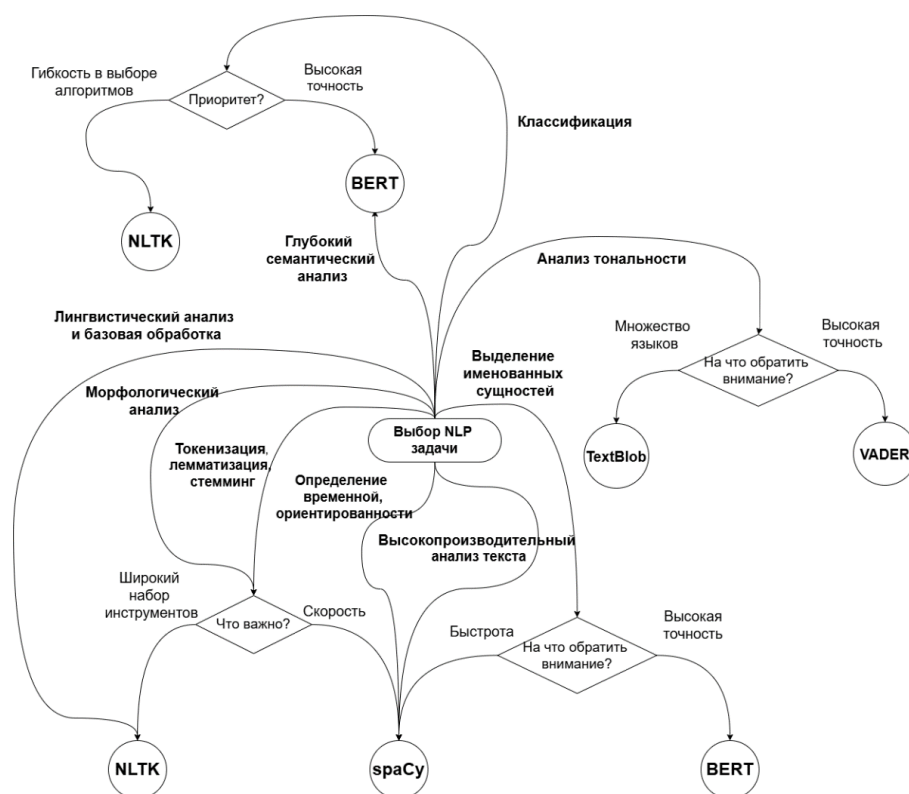 Гибкость в выборе
алгоритмов
Приоритет?
Высокая
точность
Классификация
BERT
NLTK
Глубокий
семантический
анализ
Анализ тональности
Лингвистический анализ
и базовая обработка
Множество
языков
На что обратить
внимание?
Высокая
точность
Выделение
именованных
сущностей
Морфологический
анализ
Выбор NLP
задачи
TextBlob
VADER
Токенизация,
лемматизация,
стемминг
Определение
временной,
ориентированности
Высокопроизводительный
анализ текста
Широкий
набор
инструментов
Что важно?
Скорость
Быстрота
На что обратить
внимание?
Высокая
точность
NLTK
spaCy
BERT